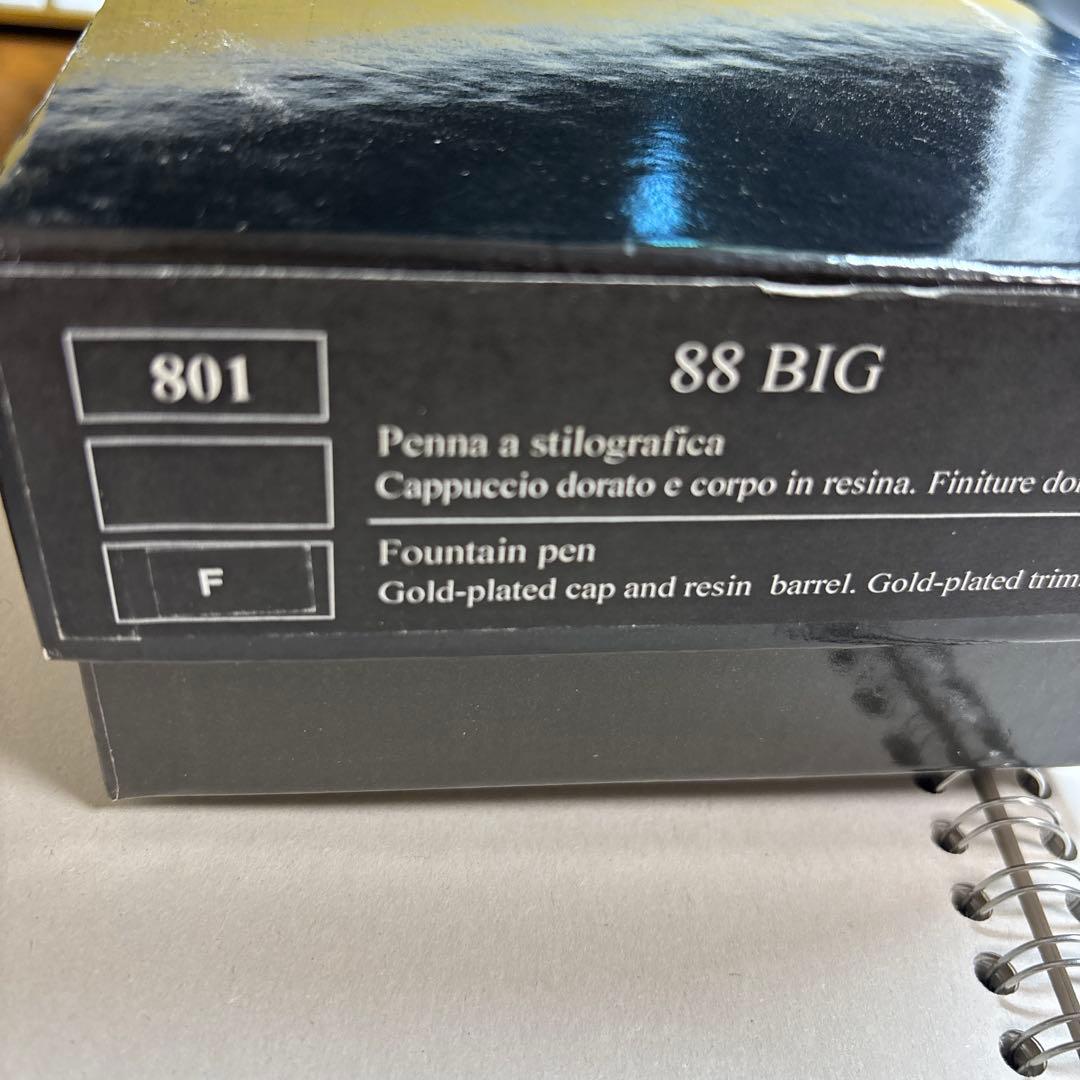 801
88 BIG
Penna a stilografica
Cappuccio dorato e corpo in resina. Finiture
F
Fountain pen
Gold-plated cap and resin barrel. Gold-plated